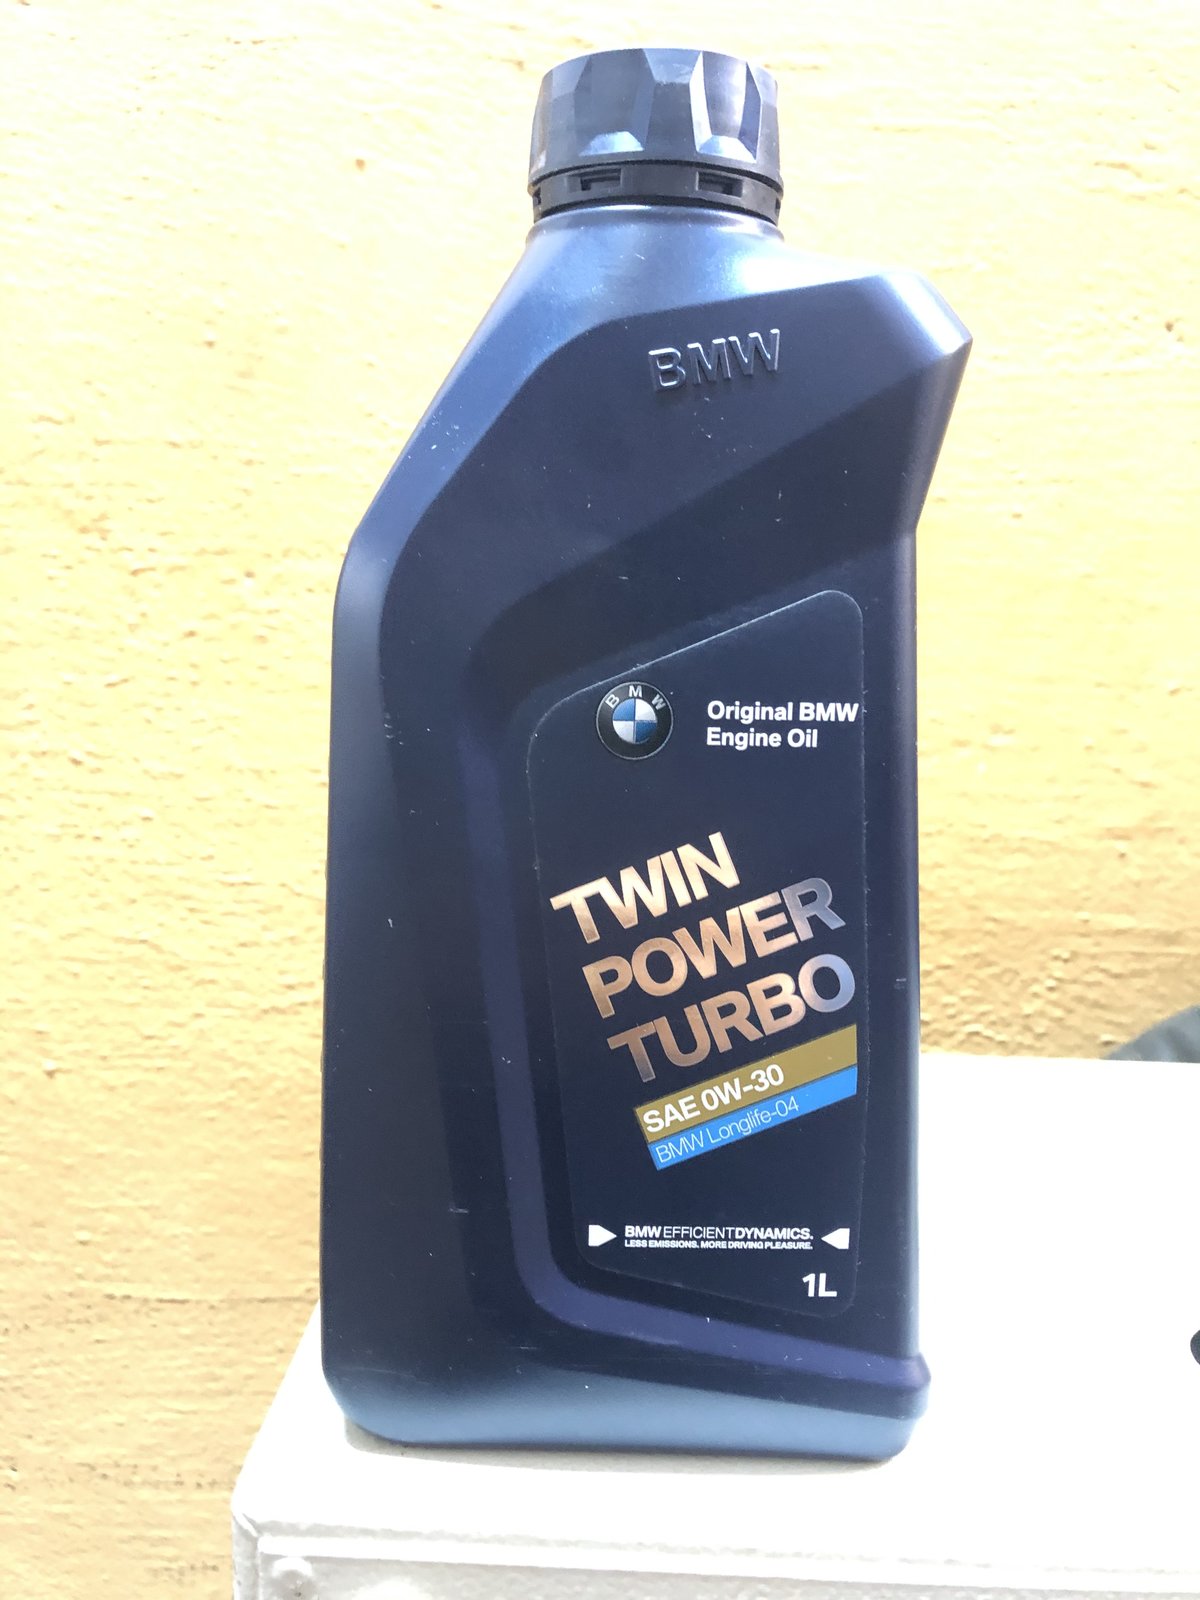 BMW
BMW
Original BMW
Engine Oil
TWIN
POWER
TURBO
SAE 0W-30
BMW Longlife-04
BMW EFFICIENTDYNAMICS.
LESS EMISSIONS. MORE DRIVING PLEASURE.
1L